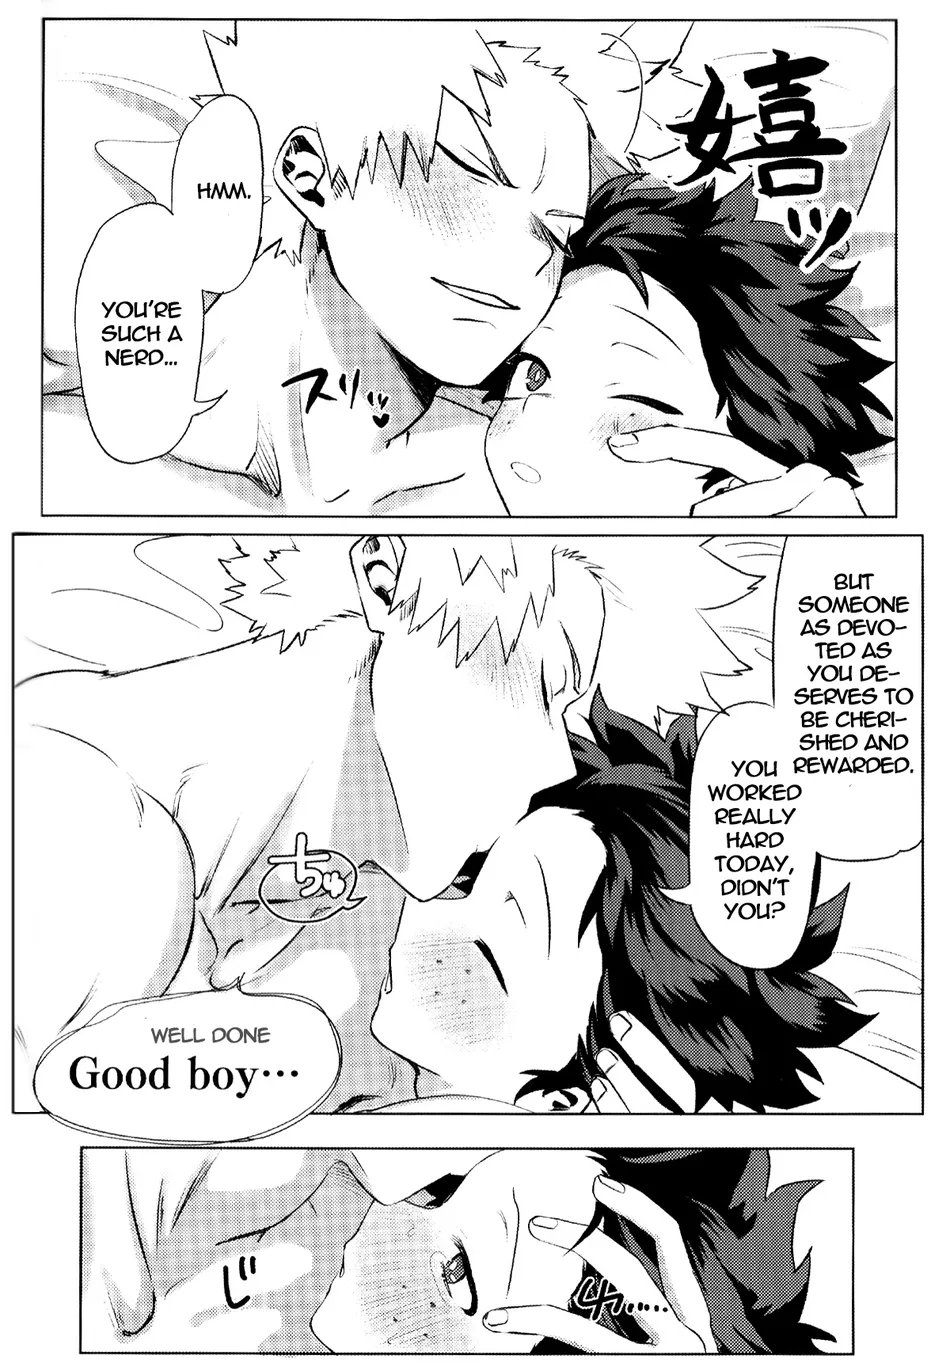 嬉ッ
HMM.
YOU'RE
SUCH A
NERD...
スリ
BUT
SOMEONE
AS DEVO-
TED AS
YOU DE-
SERVES TO
BE CHERI-
SHED AND
REWARDED.
YOU
WORKED
REALLY
HARD
TODAY,
DIDN'T
YOU?
ちゅ
WELL DONE
Good boy…
じ